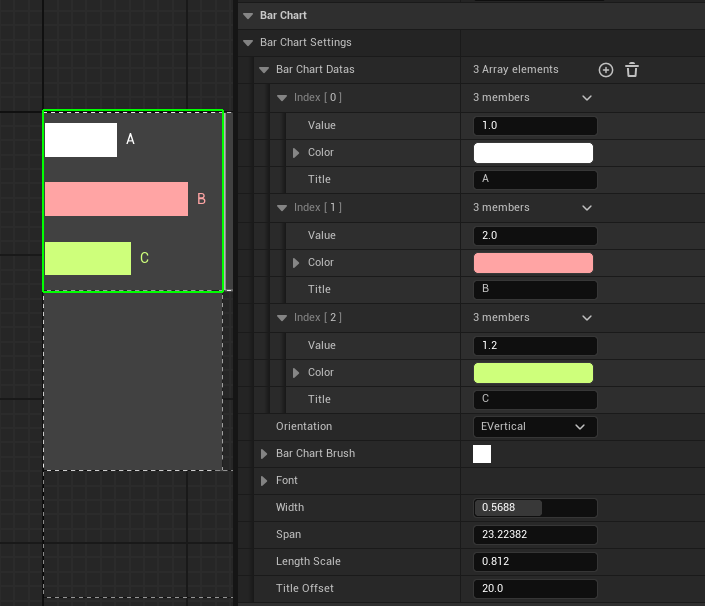 Bar Chart
Bar Chart Settings
Bar Chart Datas 3 Array elements
Index [ 0 ] 3 members
Value 1.0
Color
Title A
Index [ 1 ] 3 members
Value 2.0
Color
Title B
Index [ 2 ] 3 members
Value 1.2
Color
Title C
Orientation EVertical
Bar Chart Brush
Font
Width 0.5688
Span 23.22382
Length Scale 0.812
Title Offset 20.0
A
B
C